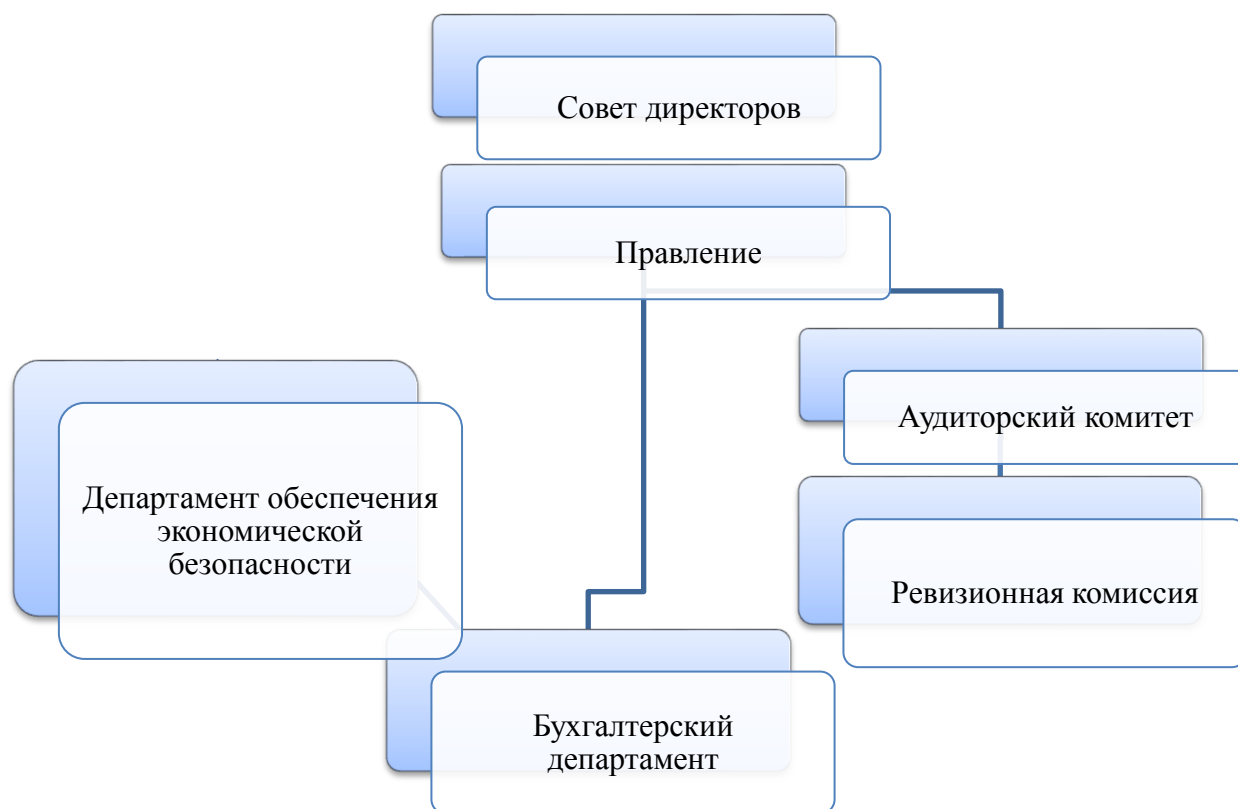 Совет директоров
Правление
Аудиторский комитет
Департамент обеспечения
экономической
безопасности
Ревизионная комиссия
Бухгалтерский
департамент